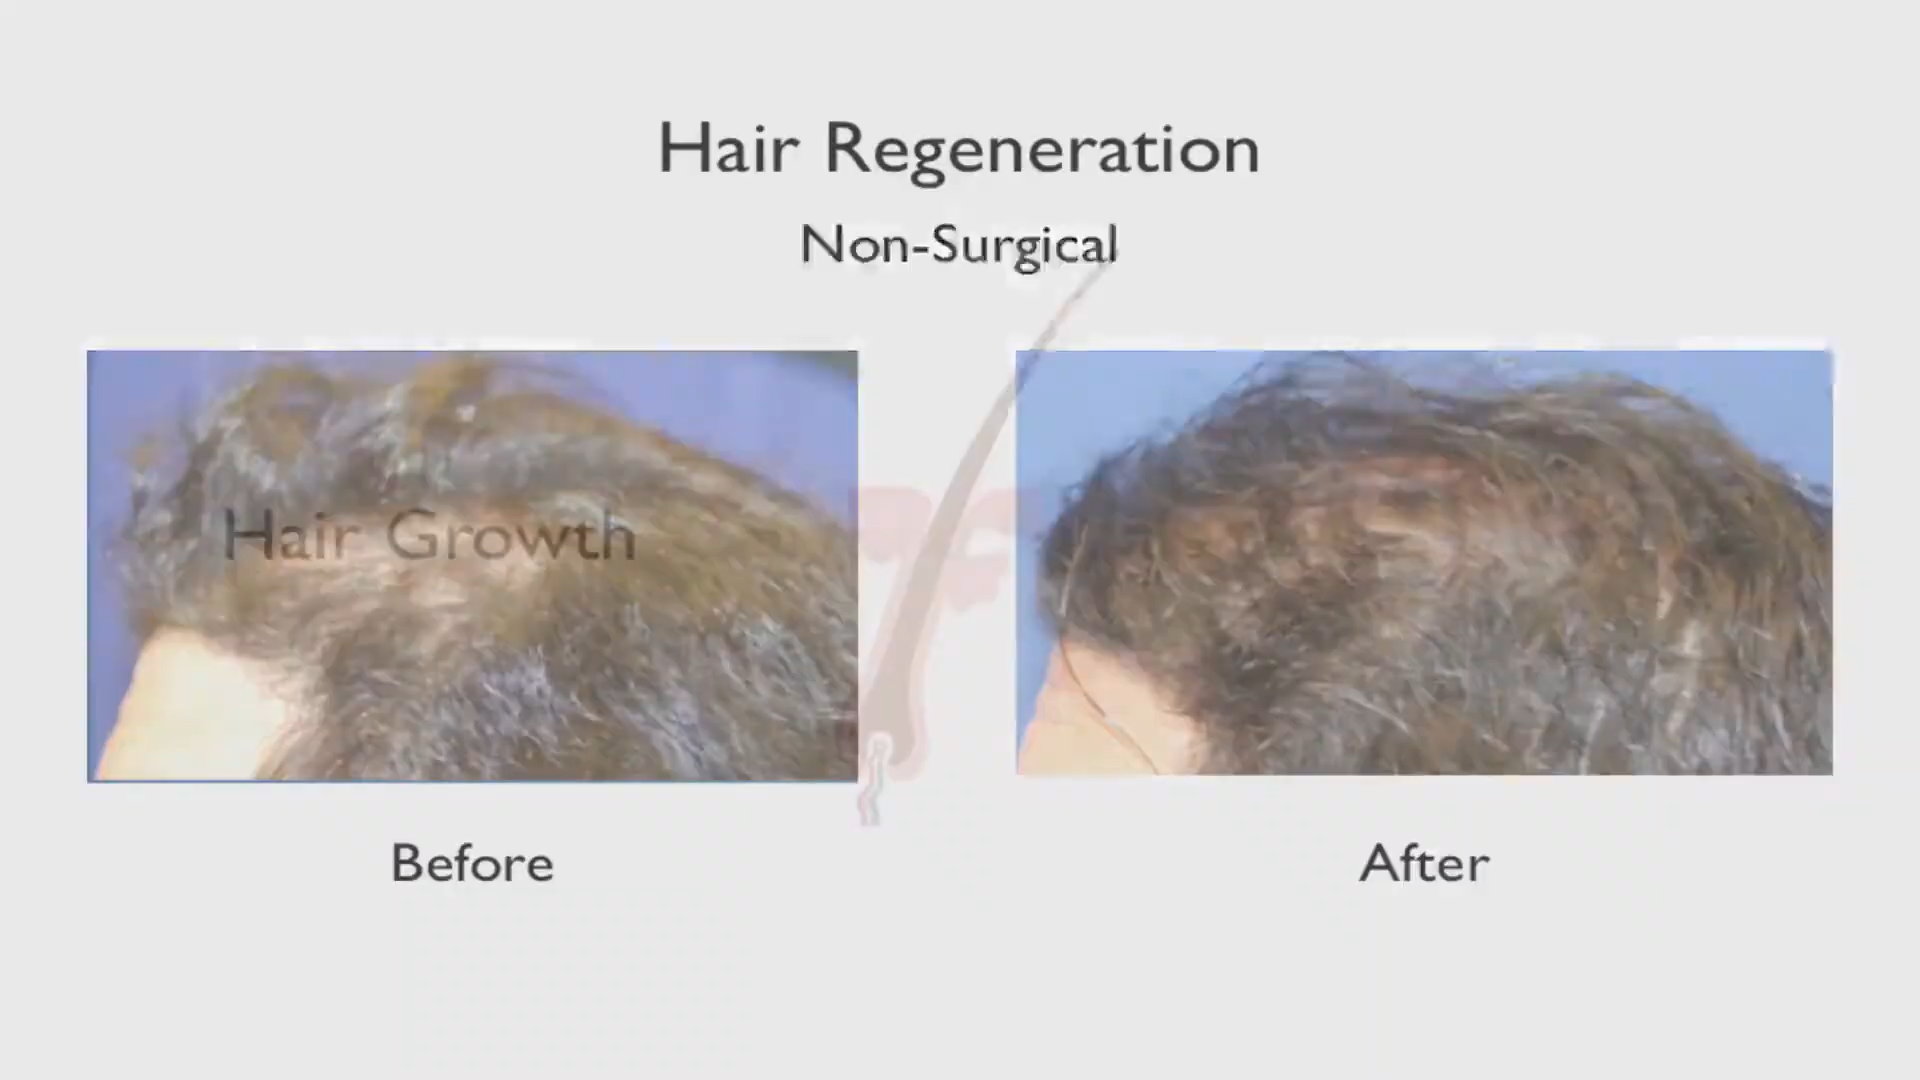 Hair Regeneration
Non-Surgical
Hair Growth
Before
After